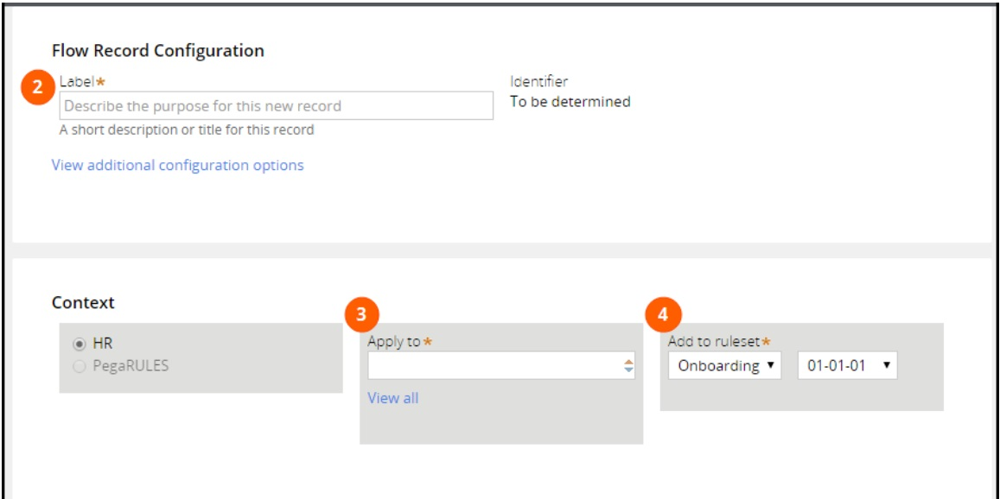 Flow Record Configuration
2
Label*
Identifier
Describe the purpose for this new record
To be determined
A short description or title for this record
View additional configuration options
Context
3
4
HR
PegaRULES
Apply to *
View all
Add to ruleset*
Onboarding
01-01-01